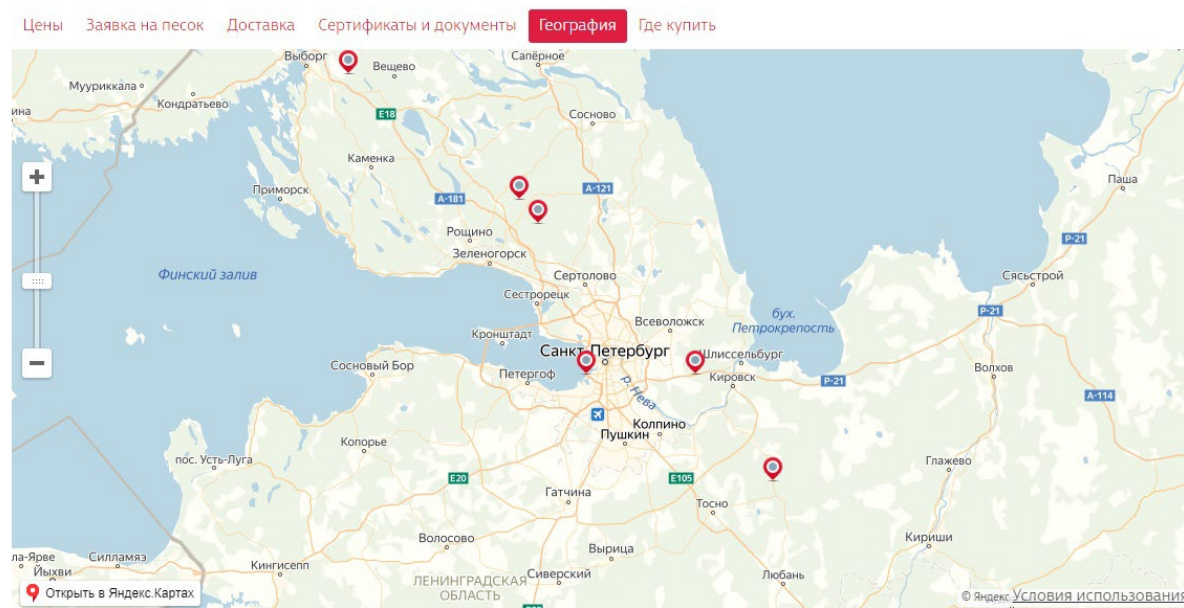 Цены Заявка на песок Доставка Сертификаты и документы География Где купить
Выборг Вещево Сапёрное
Мууриккала Кондратьево
ина E18 Сосново
Каменка
Приморск А-181 А-121 Паша
Рощино
Зеленогорск Р-21
Финский залив Сертолово Сясьстрой
Сестрорецк
Кронштадт Всеволожск бух. Петрокрепость Р-21
Санкт-Петербург Шлиссельбург
Сосновый Бор Петергоф Кировск Волхов
р. Нева Р-21 А-114
Колпино
Копорье Пушкин
пос. Усть-Луга Глажево
E20 E105
Гатчина Тосно
Волосово Вырица Кириши
ла-Ярве Силламяэ
Йыхви Кингисепп Сиверский Любань
ЛЕНИНГРАДСКАЯ
ОБЛАСТЬ
Открыть в Яндекс.Картах © Яндекс Условия использования